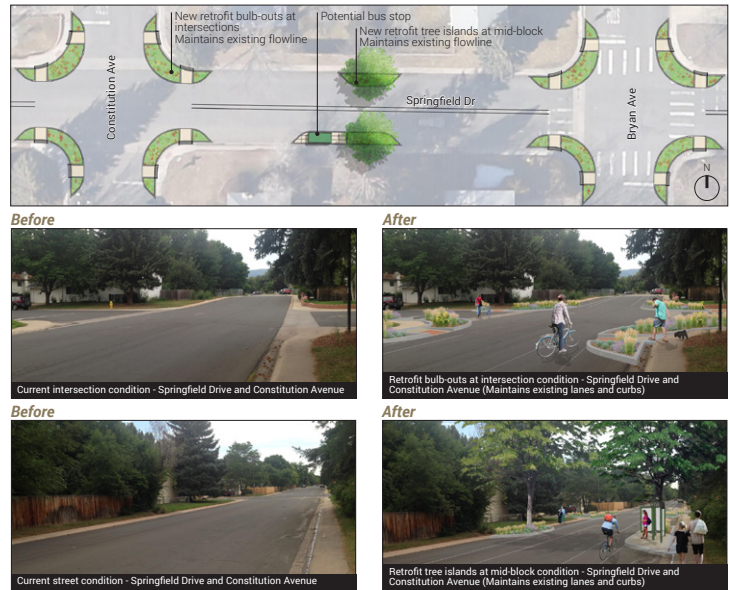 New retrofit bulb-outs at
intersections
Maintains existing flowline
Potential bus stop
New retrofit tree islands at mid-block
Maintains existing flowline
Constitution Ave
Springfield Dr
Bryan Ave
N
Before
After
Current intersection condition - Springfield Drive and Constitution Avenue
Retrofit bulb-outs at intersection condition - Springfield Drive and
Constitution Avenue (Maintains existing lanes and curbs)
Before
After
Current street condition - Springfield Drive and Constitution Avenue
Retrofit tree islands at mid-block condition - Springfield Drive and
Constitution Avenue (Maintains existing lanes and curbs)